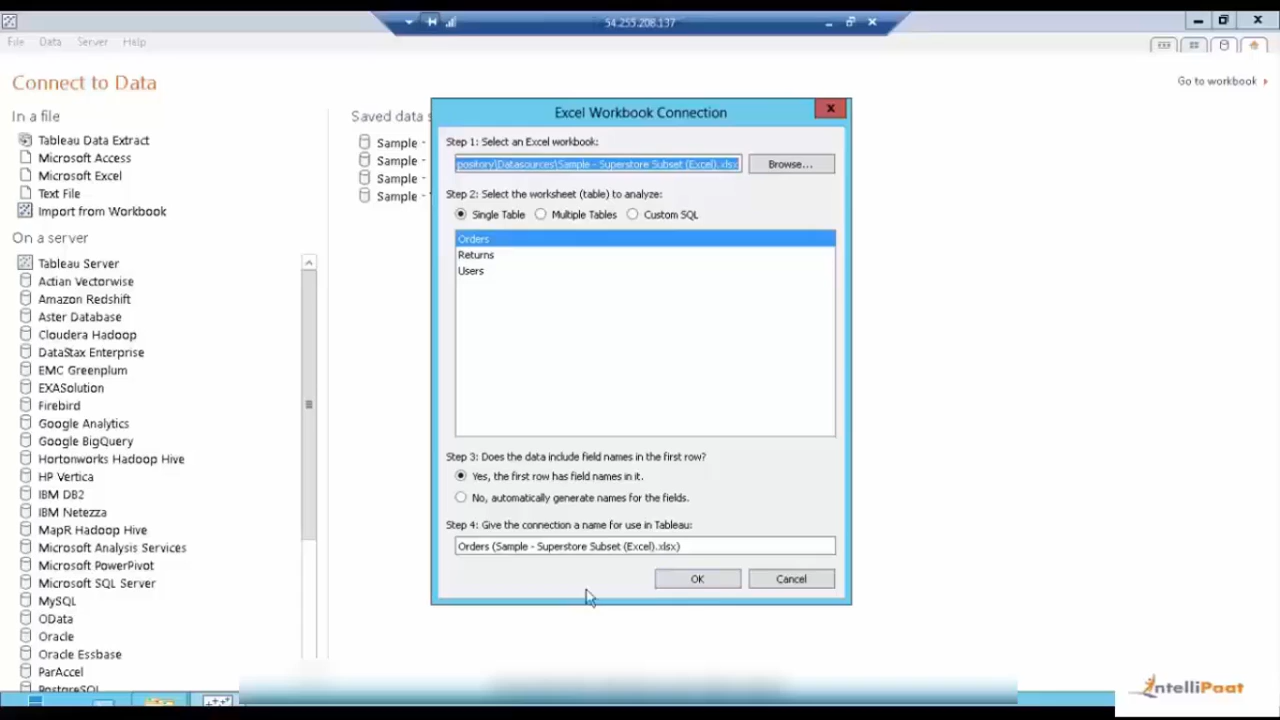 54.255.208.137
File Data Server Help
Connect to Data
Go to workbook
In a file
Tableau Data Extract
Microsoft Access
Microsoft Excel
Text File
Import from Workbook
On a server
Tableau Server
Actian Vectorwise
Amazon Redshift
Aster Database
Cloudera Hadoop
DataStax Enterprise
EMC Greenplum
EXASolution
Firebird
Google Analytics
Google BigQuery
Hortonworks Hadoop Hive
HP Vertica
IBM DB2
IBM Netezza
MapR Hadoop Hive
Microsoft Analysis Services
Microsoft PowerPivot
Microsoft SQL Server
MySQL
OData
Oracle
Oracle Essbase
ParAccel
PostgreSQL
Saved data s
Sample -
Sample -
Sample -
Sample -
Excel Workbook Connection
Step 1: Select an Excel workbook:
pository\Datasources\Sample - Superstore Subset (Excel).xlsx
Browse...
Step 2: Select the worksheet (table) to analyze:
Single Table Multiple Tables Custom SQL
Orders
Returns
Users
Step 3: Does the data include field names in the first row?
Yes, the first row has field names in it.
No, automatically generate names for the fields.
Step 4: Give the connection a name for use in Tableau:
Orders (Sample - Superstore Subset (Excel).xlsx)
OK Cancel
IntelliPaat